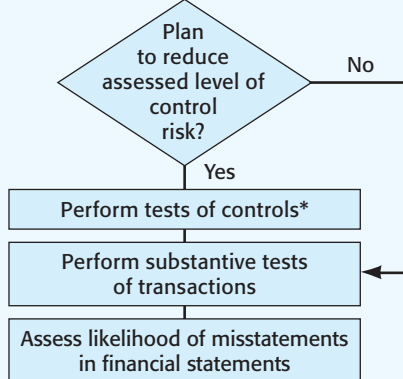 Plan
to reduce
assessed level of
control
risk?
No
Yes
Perform tests of controls*
Perform substantive tests
of transactions
Assess likelihood of misstatements
in financial statements